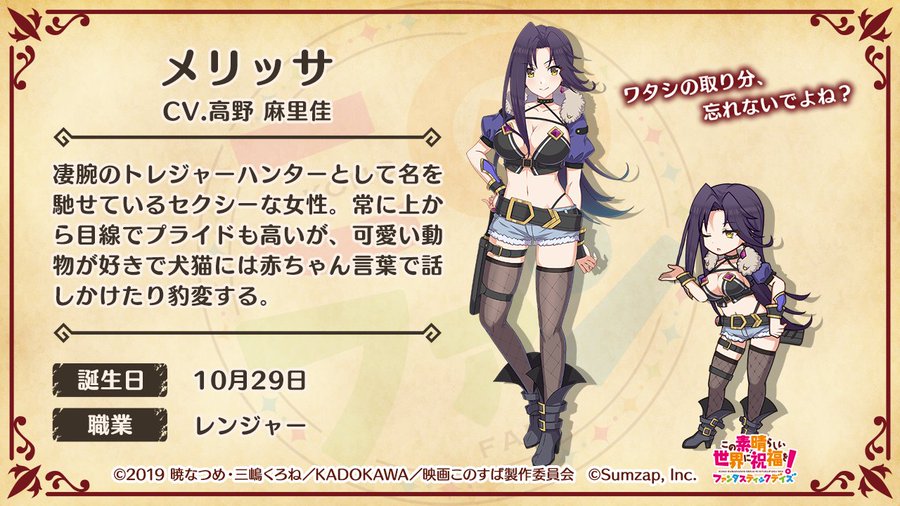 メリッサ
CV.高野 麻里佳
凄腕のトレジャーハンターとして名を
馳せているセクシーな女性。常に上か
ら目線でプライドも高いが、可愛い動
物が好きで犬猫には赤ちゃん言葉で話
しかけたり豹変する。
誕生日 10月29日
職業 レンジャー
ワタシの取り分、
忘れないでよね？
この素晴らしい
世界に祝福を!
ファンタスティックデイズ
©2019 暁なつめ・三嶋くろね／KADOKAWA／映画このすば製作委員会 ©Sumzap, Inc.